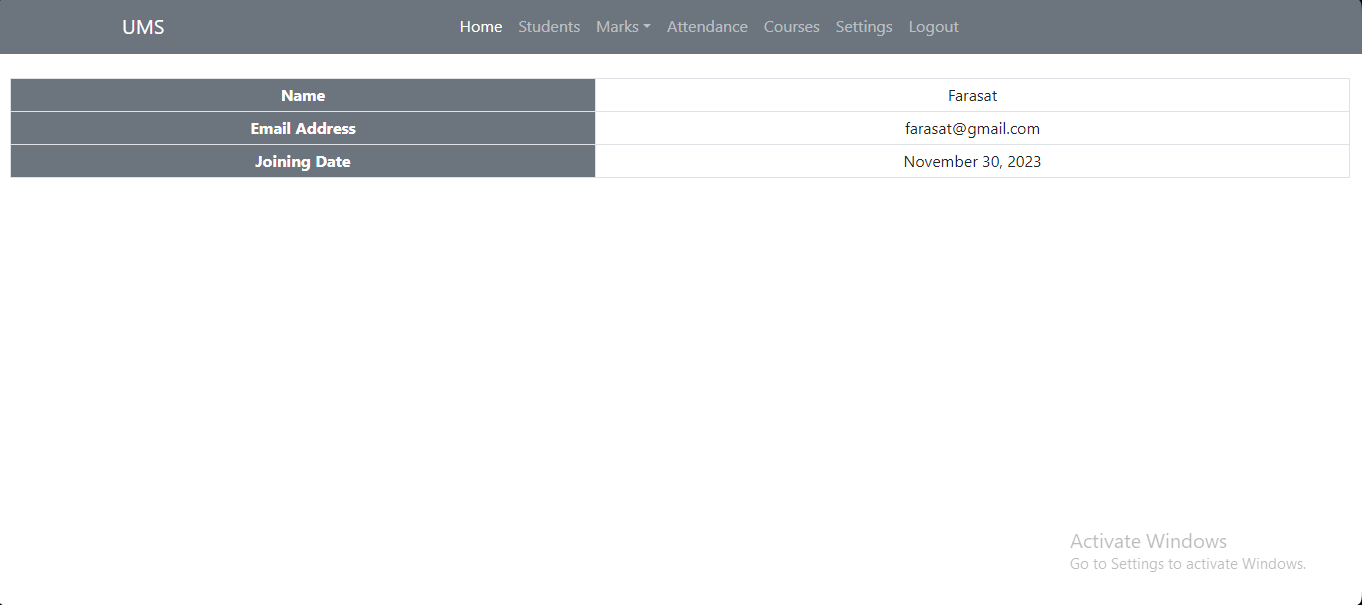 UMS Home Students Marks Attendance Courses Settings Logout
Name Farasat
Email Address farasat@gmail.com
Joining Date November 30, 2023
Activate Windows
Go to Settings to activate Windows.